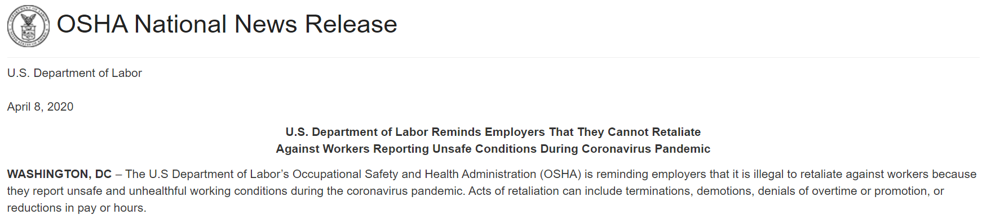 OSHA National News Release
U.S. Department of Labor
April 8, 2020
U.S. Department of Labor Reminds Employers That They Cannot Retaliate
Against Workers Reporting Unsafe Conditions During Coronavirus Pandemic
WASHINGTON, DC – The U.S Department of Labor’s Occupational Safety and Health Administration (OSHA) is reminding employers that it is illegal to retaliate against workers because
they report unsafe and unhealthful working conditions during the coronavirus pandemic. Acts of retaliation can include terminations, demotions, denials of overtime or promotion, or
reductions in pay or hours.